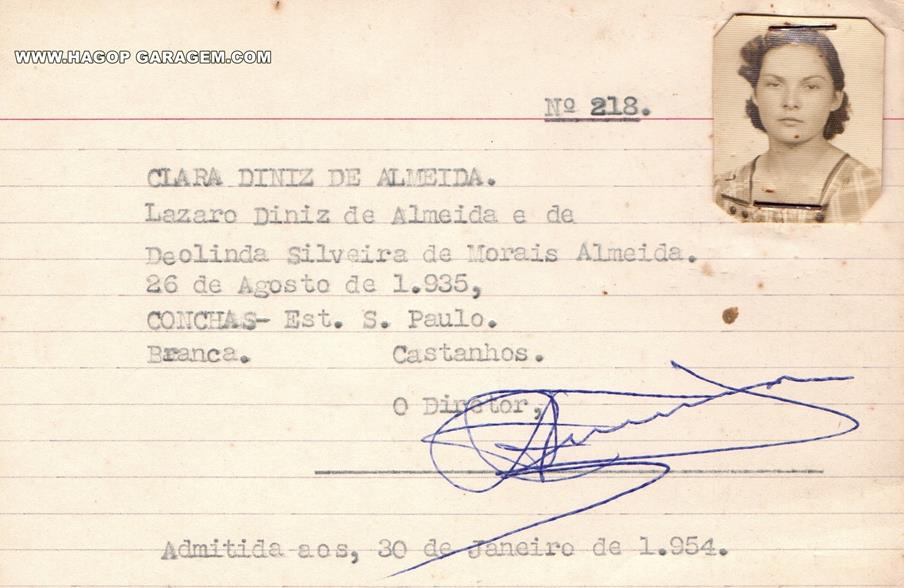 WWW.HAGOP GARAGEM.COM
Nº 218.
CLARA DINIZ DE ALMEIDA.
Lazaro Diniz de Almeida e de
Deolinda Silveira de Morais Almeida.
26 de Agosto de 1.935,
CONCHAS- Est. S. Paulo.
Branca. Castanhos.
O Diretor,
Admitida aos, 30 de Janeiro de 1.954.